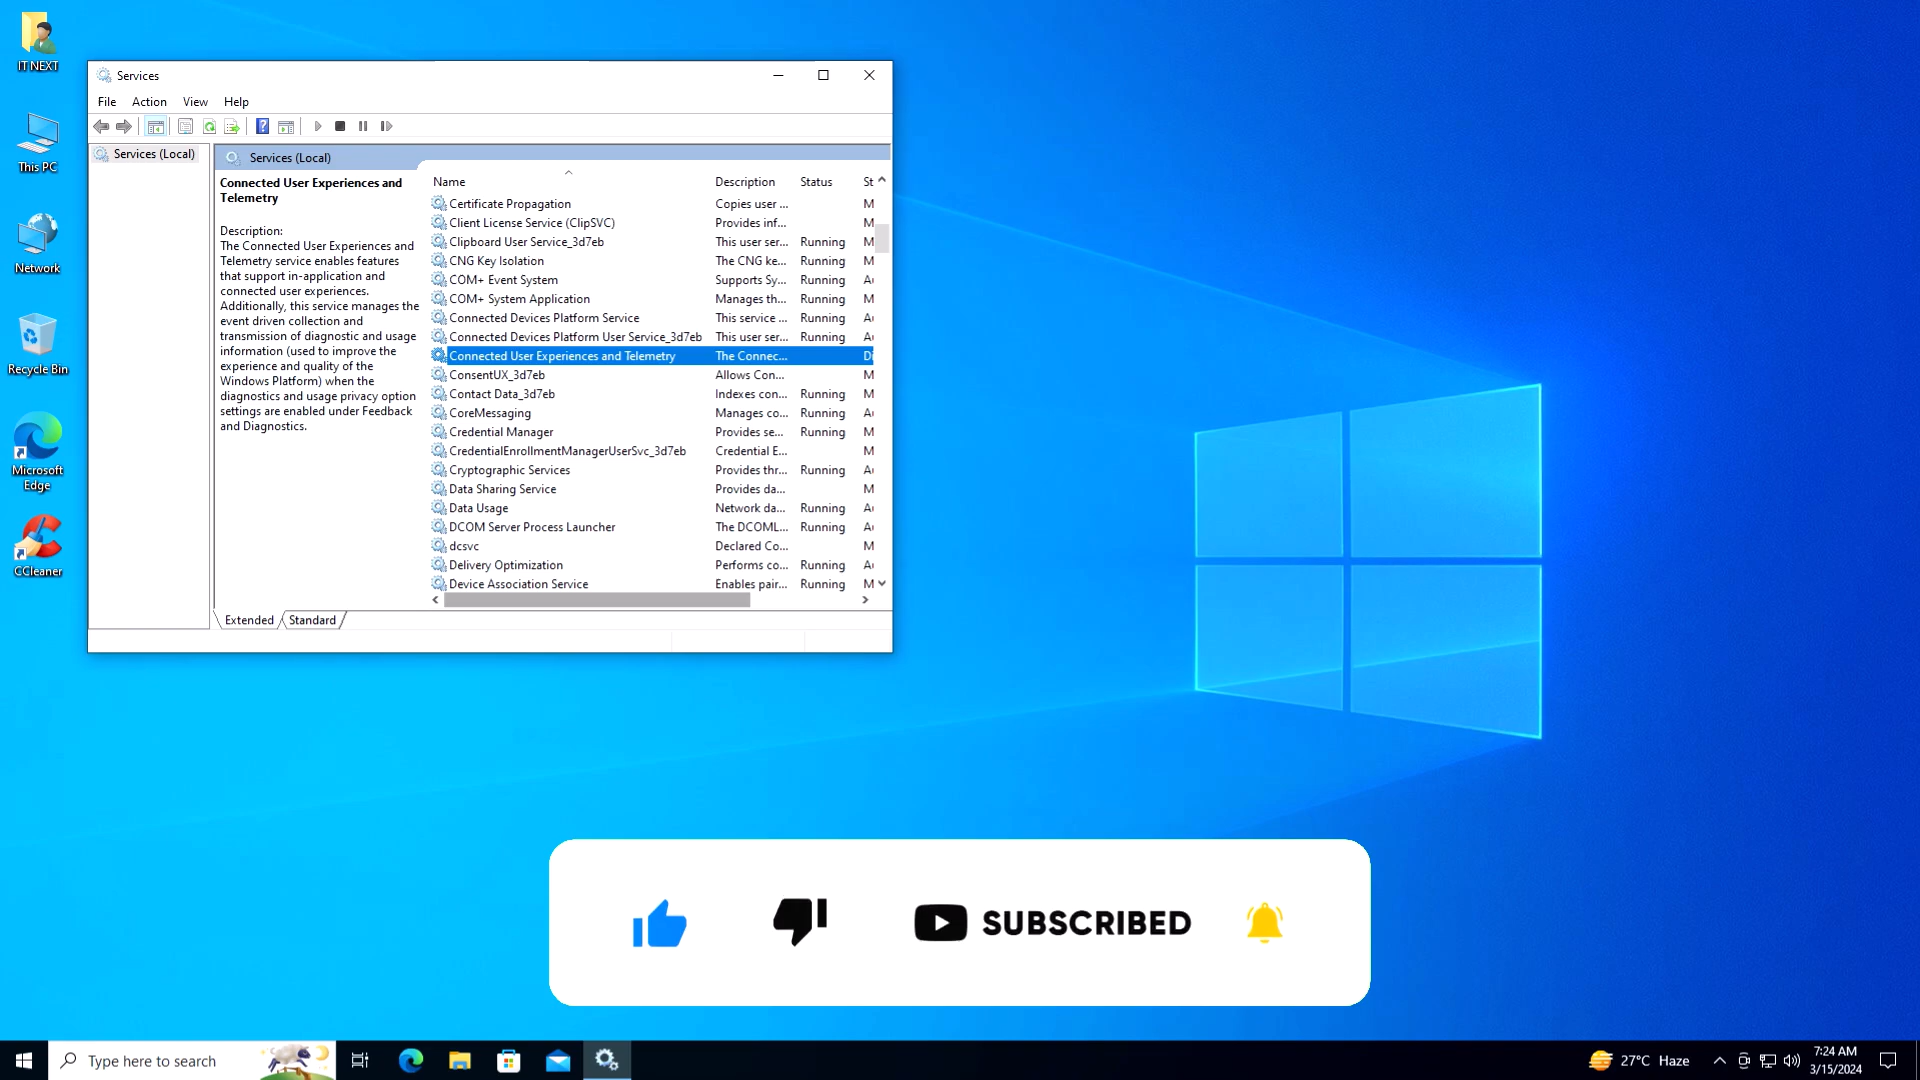 IT NEXT
This PC
Network
Recycle Bin
Microsoft
Edge
CCleaner
Services
File Action View Help
Services (Local)
Services (Local)
Connected User Experiences and
Telemetry
Description:
The Connected User Experiences and
Telemetry service enables features
that support in-application and
connected user experiences.
Additionally, this service manages the
event driven collection and
transmission of diagnostic and usage
information (used to improve the
experience and quality of the
Windows Platform) when the
diagnostics and usage privacy option
settings are enabled under Feedback
and Diagnostics.
Name Description Status St
Certificate Propagation Copies user ... M
Client License Service (ClipSVC) Provides inf... M
Clipboard User Service_3d7eb This user ser... Running M
CNG Key Isolation The CNG ke... Running M
COM+ Event System Supports Sy... Running Au
COM+ System Application Manages th... Running M
Connected Devices Platform Service This service ... Running Au
Connected Devices Platform User Service_3d7eb This user ser... Running Au
Connected User Experiences and Telemetry The Connec... Di
ConsentUX_3d7eb Allows Con... M
Contact Data_3d7eb Indexes con... Running M
CoreMessaging Manages co... Running Au
Credential Manager Provides se... Running M
CredentialEnrollmentManagerUserSvc_3d7eb Credential E... M
Cryptographic Services Provides thr... Running Au
Data Sharing Service Provides da... M
Data Usage Network da... Running Au
DCOM Server Process Launcher The DCOML... Running Au
dcsvc Declared Co... M
Delivery Optimization Performs co... Running Au
Device Association Service Enables pair... Running M
Extended Standard
SUBSCRIBED
Type here to search
27°C Haze
7:24 AM
3/15/2024